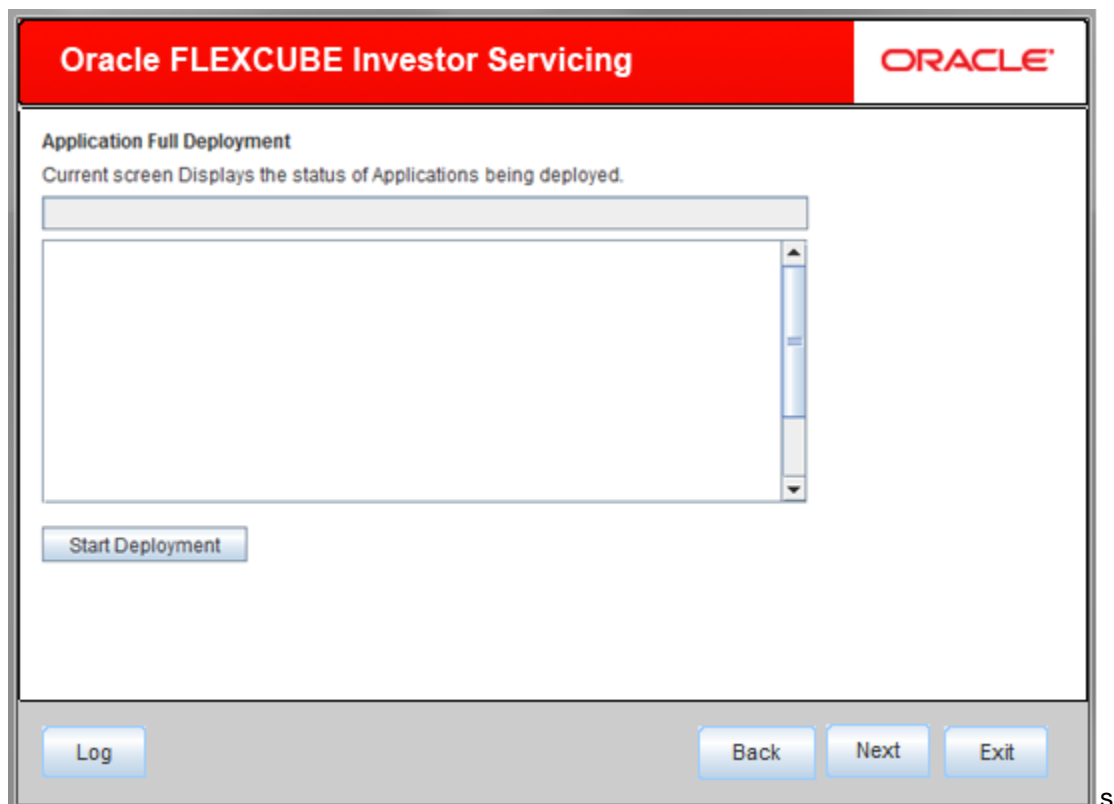 Oracle FLEXCUBE Investor Servicing
ORACLE
Application Full Deployment
Current screen Displays the status of Applications being deployed.
Start Deployment
Log
Back
Next
Exit
s